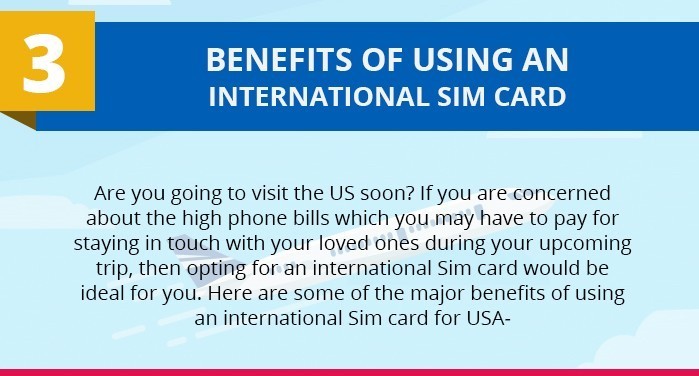 3
BENEFITS OF USING AN
INTERNATIONAL SIM CARD
Are you going to visit the US soon? If you are concerned
about the high phone bills which you may have to pay for
staying in touch with your loved ones during your upcoming
trip, then opting for an international Sim card would be
ideal for you. Here are some of the major benefits of using
an international Sim card for USA-